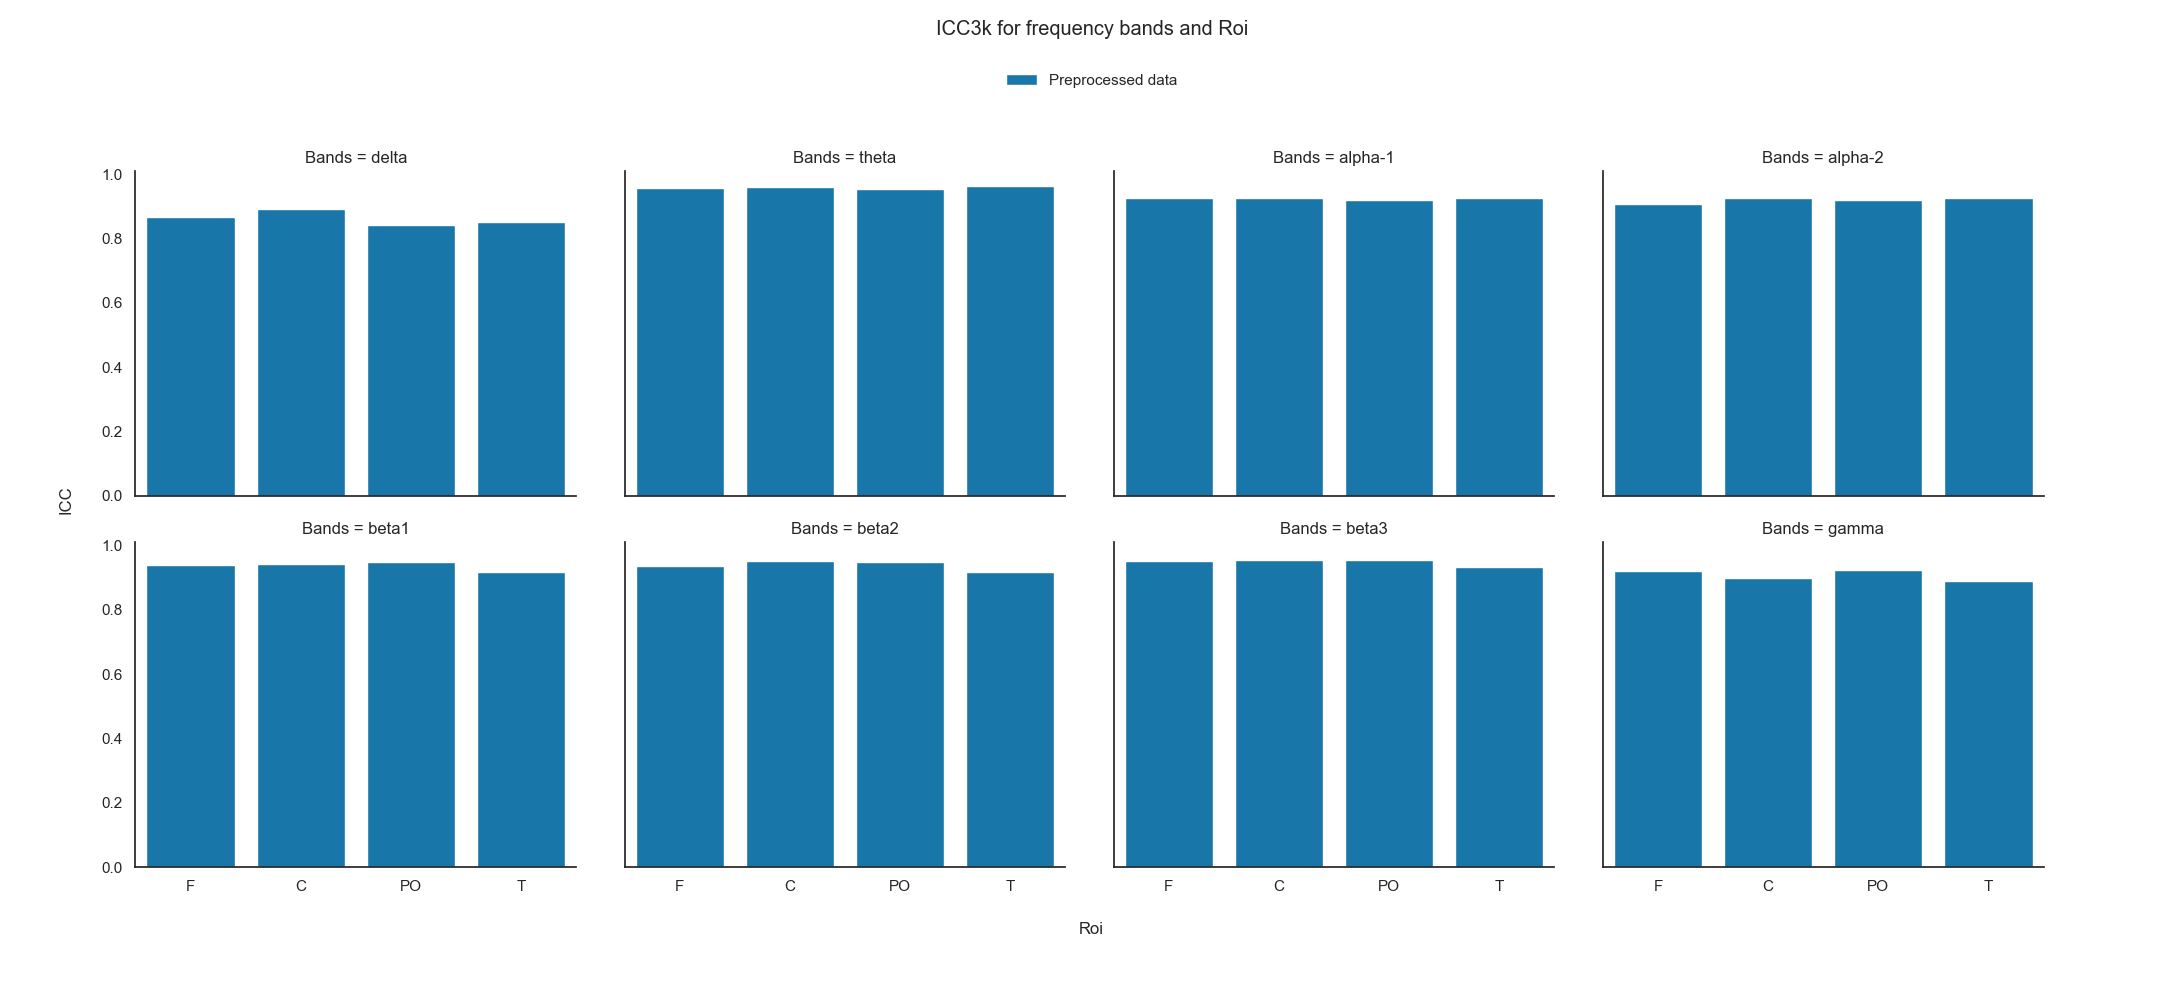 ICC3k for frequency bands and Roi
Preprocessed data
Bands = delta
Bands = theta
Bands = alpha-1
Bands = alpha-2
1.0
0.8
0.6
0.4
0.2
0.0
ICC
Bands = beta1
Bands = beta2
Bands = beta3
Bands = gamma
1.0
0.8
0.6
0.4
0.2
0.0
F C PO T
F C PO T
F C PO T
F C PO T
Roi